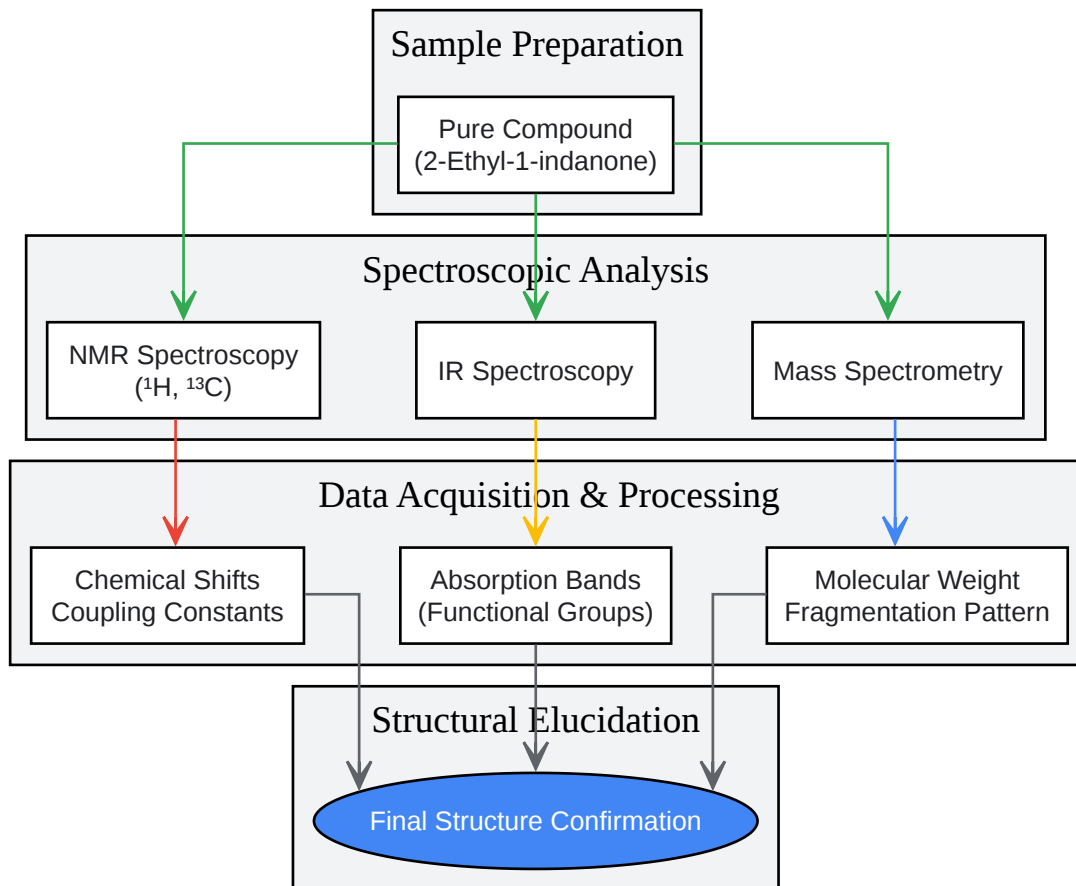 Sample Preparation
Pure Compound
(2-Ethyl-1-indanone)
Spectroscopic Analysis
NMR Spectroscopy
(¹H, ¹³C)
IR Spectroscopy
Mass Spectrometry
Data Acquisition & Processing
Chemical Shifts
Coupling Constants
Absorption Bands
(Functional Groups)
Molecular Weight
Fragmentation Pattern
Structural Elucidation
Final Structure Confirmation